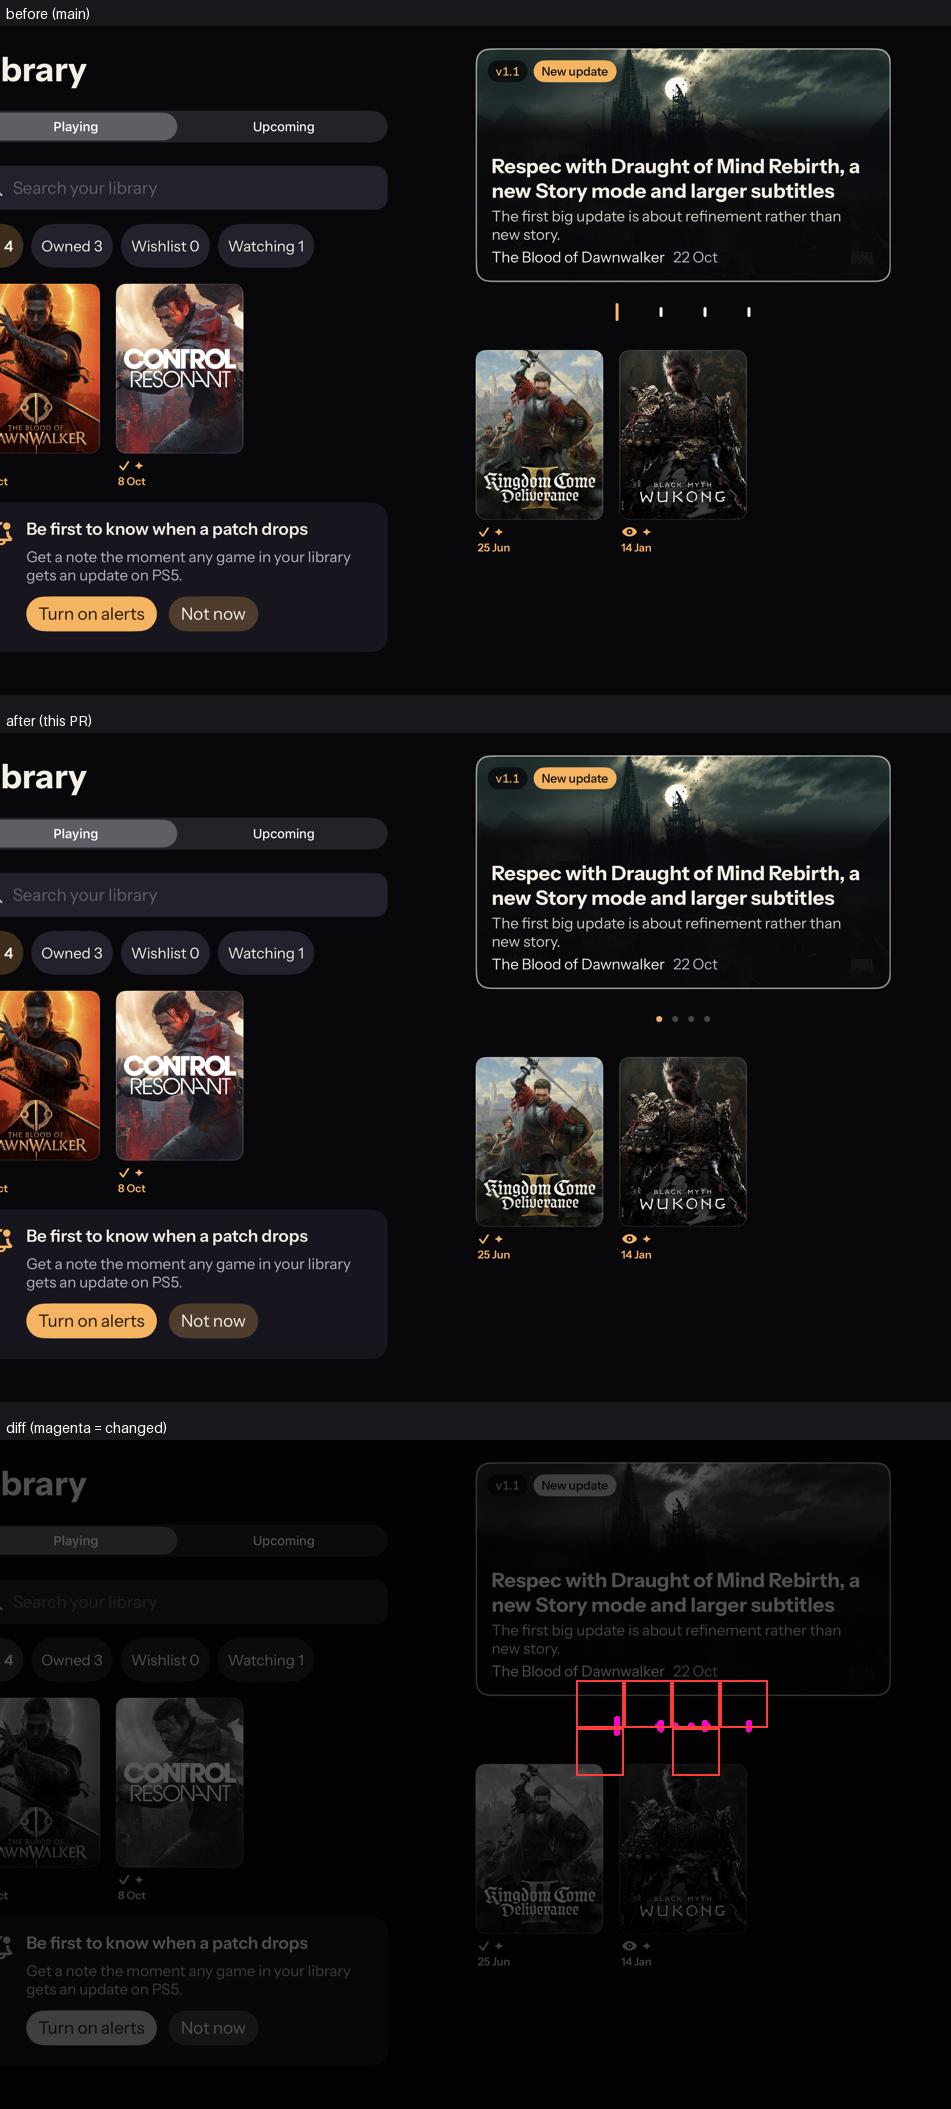 before (main)
brary
Playing
Upcoming
Search your library
4
Owned 3
Wishlist 0
Watching 1
THE BLOOD OF
AWNWALKER
CONTROL
RESONANT
ct
8 Oct
Be first to know when a patch drops
Get a note the moment any game in your library
gets an update on PS5.
Turn on alerts
Not now
v1.1
New update
Respec with Draught of Mind Rebirth, a
new Story mode and larger subtitles
The first big update is about refinement rather than
new story.
The Blood of Dawnwalker 22 Oct
Kingdom Come
II
Deliverance
BLACK MYTH
WUKONG
25 Jun
14 Jan
after (this PR)
brary
Playing
Upcoming
Search your library
4
Owned 3
Wishlist 0
Watching 1
THE BLOOD OF
AWNWALKER
CONTROL
RESONANT
ct
8 Oct
Be first to know when a patch drops
Get a note the moment any game in your library
gets an update on PS5.
Turn on alerts
Not now
v1.1
New update
Respec with Draught of Mind Rebirth, a
new Story mode and larger subtitles
The first big update is about refinement rather than
new story.
The Blood of Dawnwalker 22 Oct
Kingdom Come
II
Deliverance
BLACK MYTH
WUKONG
25 Jun
14 Jan
diff (magenta = changed)
brary
Playing
Upcoming
Search your library
4
Owned 3
Wishlist 0
Watching 1
THE BLOOD OF
AWNWALKER
CONTROL
RESONANT
ct
8 Oct
Be first to know when a patch drops
Get a note the moment any game in your library
gets an update on PS5.
Turn on alerts
Not now
v1.1
New update
Respec with Draught of Mind Rebirth, a
new Story mode and larger subtitles
The first big update is about refinement rather than
new story.
The Blood of Dawnwalker 22 Oct
Kingdom Come
II
Deliverance
BLACK MYTH
WUKONG
25 Jun
14 Jan